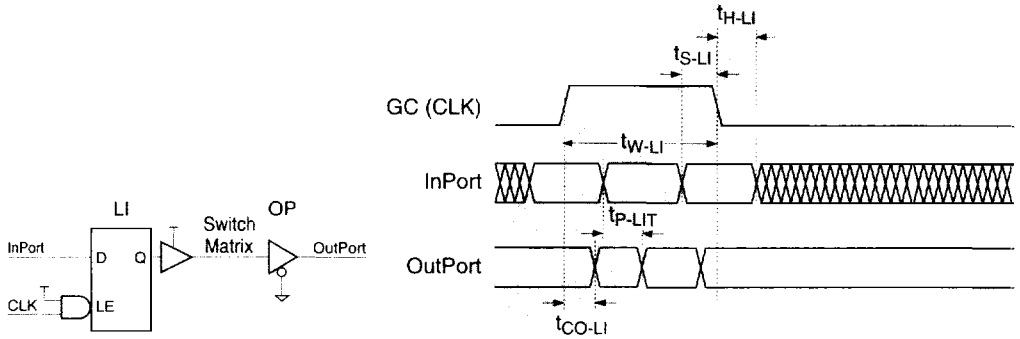 LI
OP
Switch
Matrix
InPort
OutPort
D
Q
CLK
LE
tH-LI
tS-LI
GC (CLK)
tW-LI
InPort
tP-LIT
OutPort
tCO-LI